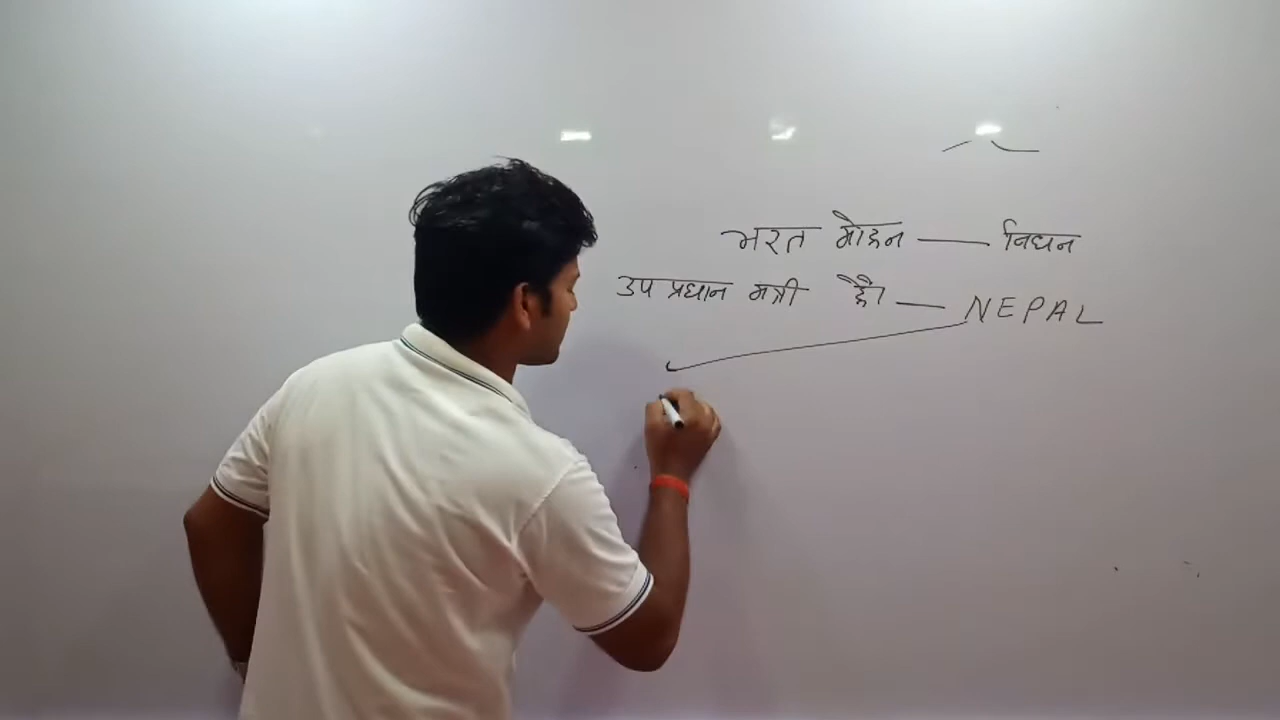 भरत मोहन — निधन
उप प्रधान मंत्री है। — NEPAL